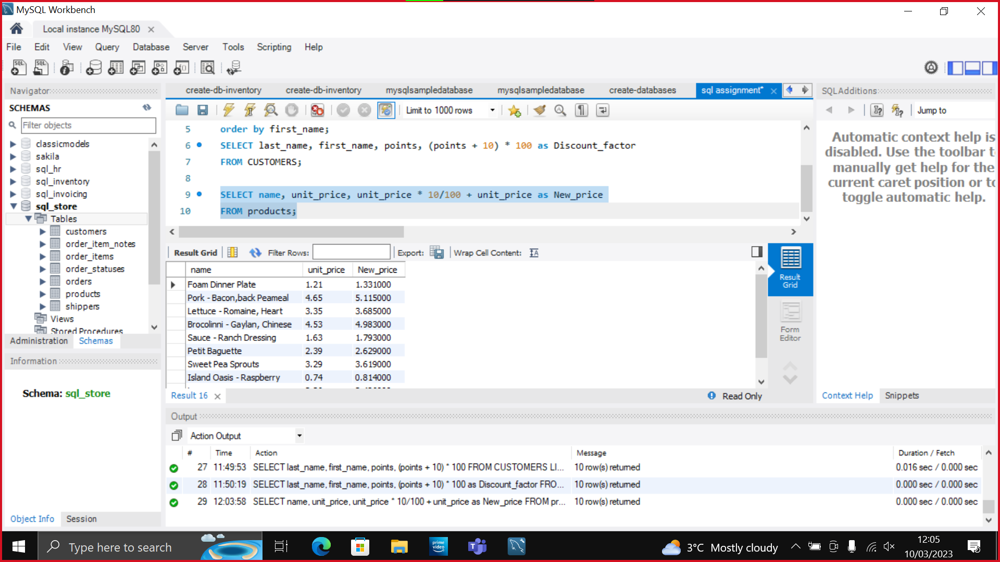 MySQL Workbench
Local instance MySQL80
File Edit View Query Database Server Tools Scripting Help
SQL SQL
Navigator
SCHEMAS
Filter objects
classicmodels
sakila
sql_hr
sql_inventory
sql_invoicing
sql_store
Tables
customers
order_item_notes
order_items
order_statuses
orders
products
shippers
Views
Stored Procedures
Administration Schemas
Information
Schema: sql_store
Object Info Session
create-db-inventory create-db-inventory mysqlsampledatabase mysqlsampledatabase create-databases sql assignment*
Limit to 1000 rows
5 order by first_name;
6 SELECT last_name, first_name, points, (points + 10) * 100 as Discount_factor
7 FROM CUSTOMERS;
8
9 SELECT name, unit_price, unit_price * 10/100 + unit_price as New_price
10 FROM products;
Result Grid Filter Rows: Export: Wrap Cell Content:
name unit_price New_price
Foam Dinner Plate 1.21 1.331000
Pork - Bacon,back Peameal 4.65 5.115000
Lettuce - Romaine, Heart 3.35 3.685000
Brocolinni - Gaylan, Chinese 4.53 4.983000
Sauce - Ranch Dressing 1.63 1.793000
Petit Baguette 2.39 2.629000
Sweet Pea Sprouts 3.29 3.619000
Island Oasis - Raspberry 0.74 0.814000
Result Grid
Form Editor
Result 16
Read Only
SQLAdditions
Jump to
Automatic context help is
disabled. Use the toolbar
manually get help for the
current caret position or
toggle automatic help.
Context Help Snippets
Output
Action Output
# Time Action Message Duration / Fetch
27 11:49:53 SELECT last_name, first_name, points, (points + 10) * 100 FROM CUSTOMERS LI... 10 row(s) returned 0.016 sec / 0.000 sec
28 11:50:19 SELECT last_name, first_name, points, (points + 10) * 100 as Discount_factor FRO... 10 row(s) returned 0.000 sec / 0.000 sec
29 12:03:58 SELECT name, unit_price, unit_price * 10/100 + unit_price as New_price FROM pr... 10 row(s) returned 0.000 sec / 0.000 sec
Type here to search
prime video
3°C Mostly cloudy
12:05
10/03/2023